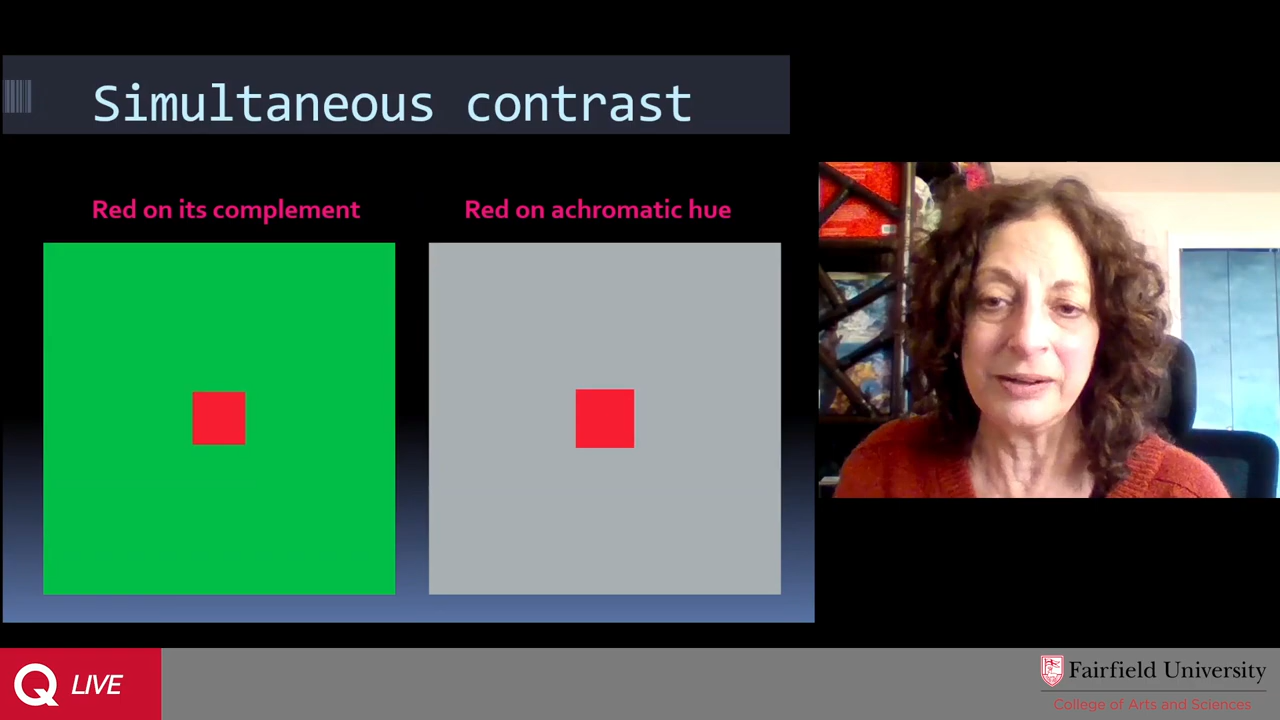 Simultaneous contrast
Red on its complement
Red on achromatic hue
Q LIVE
Fairfield University
College of Arts and Sciences